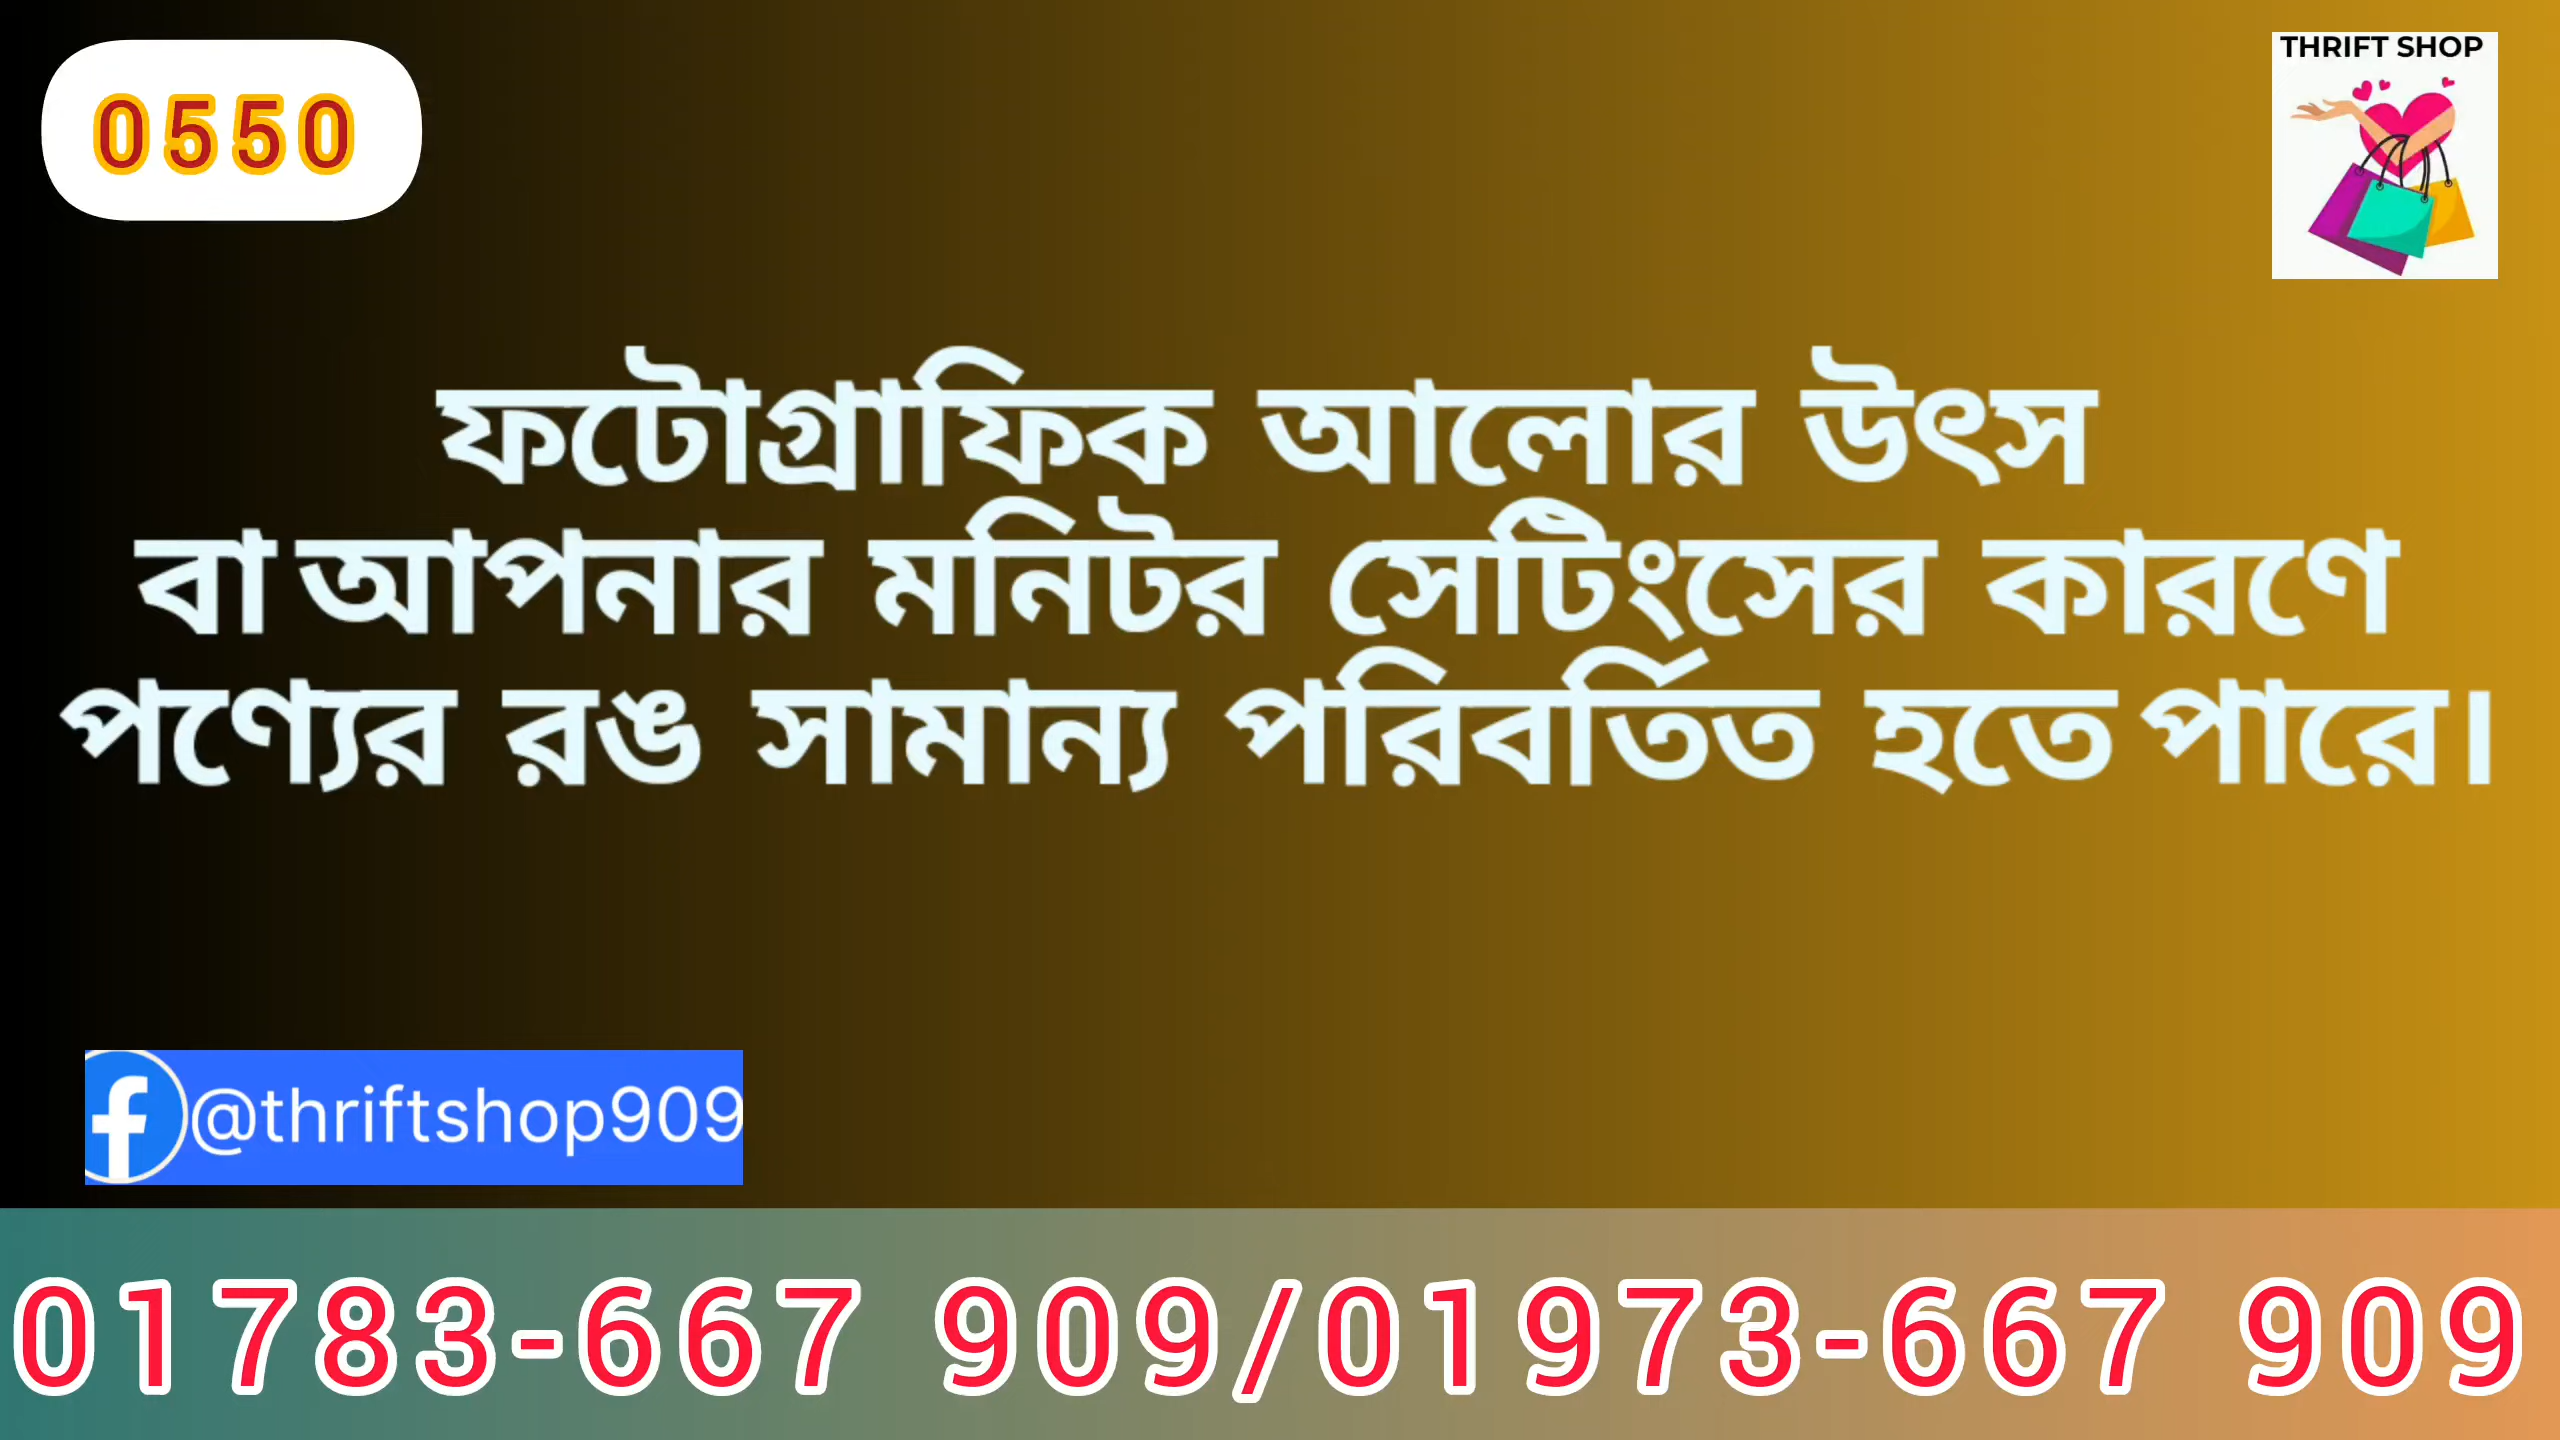 0550
THRIFT SHOP
ফটোগ্রাফিক আলোর উৎস
বা আপনার মনিটর সেটিংসের কারণে
পণ্যের রঙ সামান্য পরিবর্তিত হতে পারে।
f@thriftshop909
01783-667 909/01973-667 909